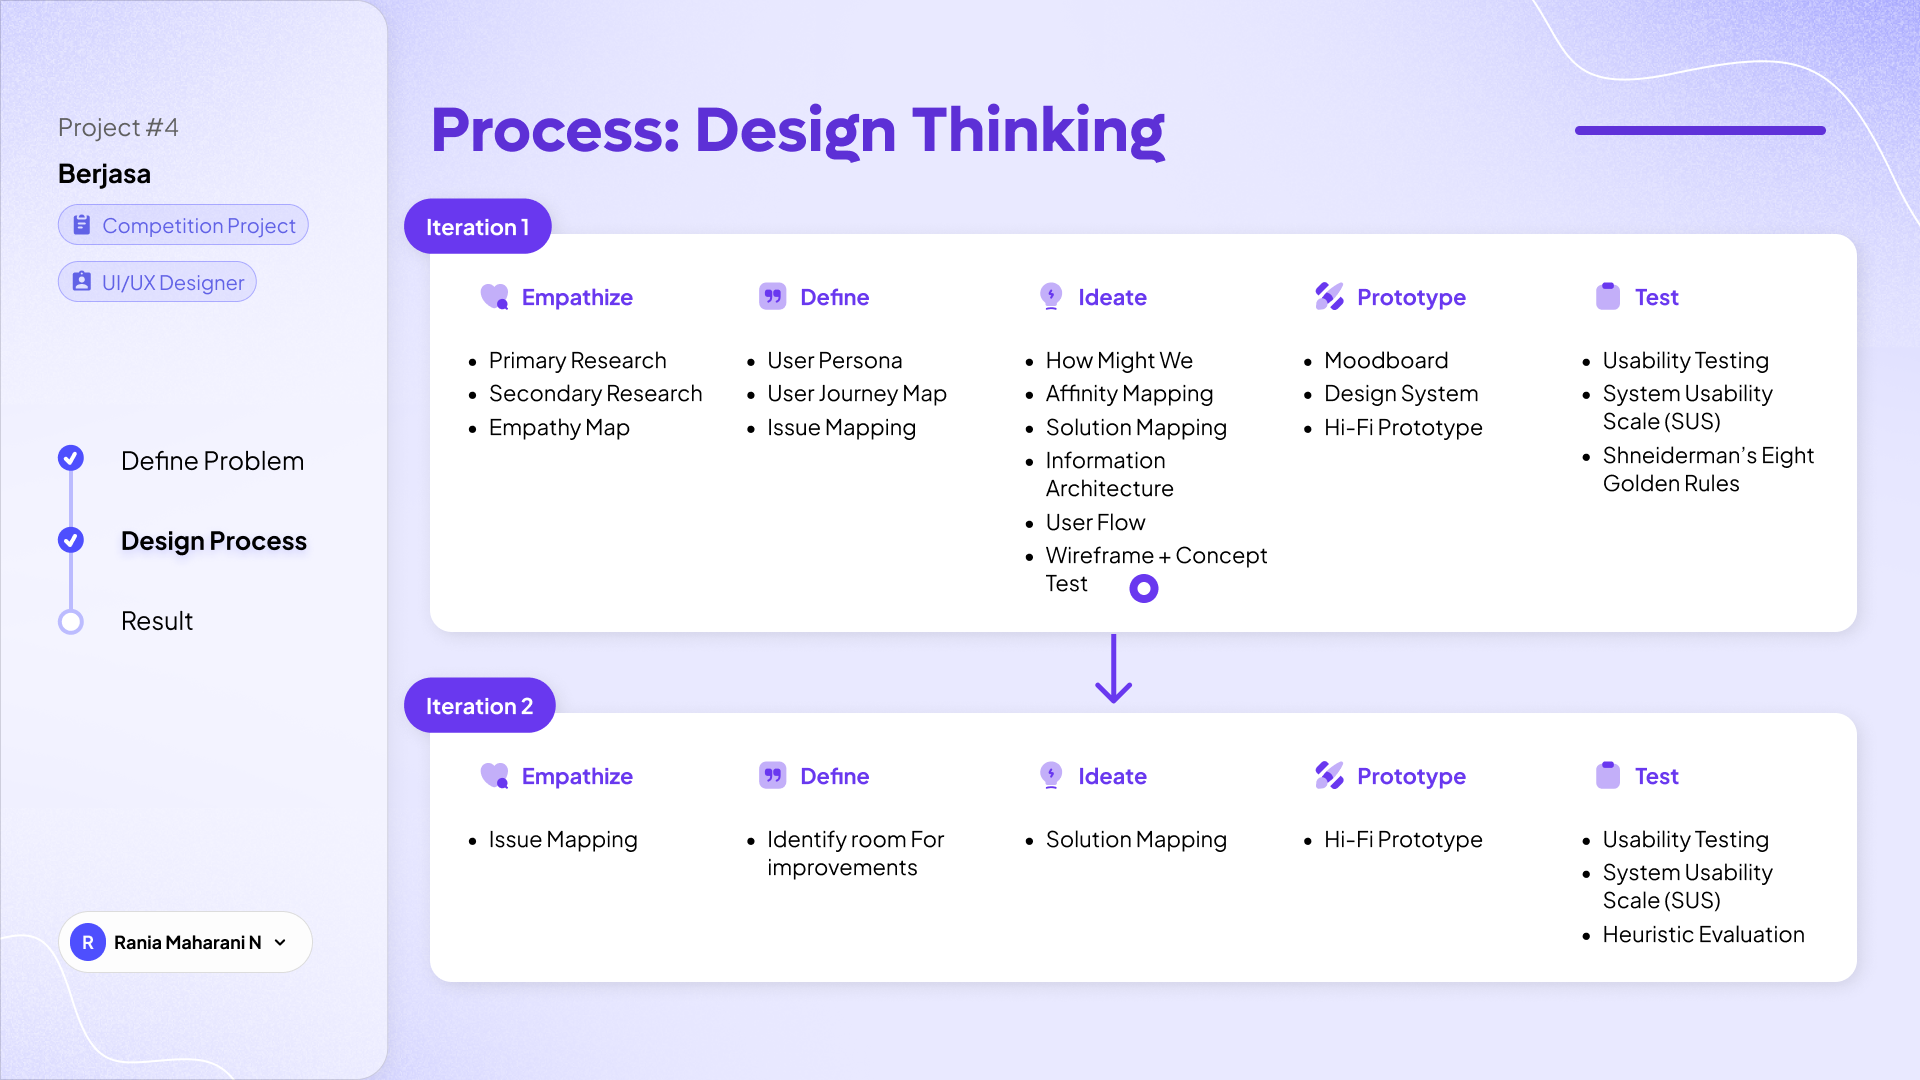 Project #4
Berjasa
Competition Project
UI/UX Designer
Define Problem
Design Process
Result
R
Rania Maharani N
Process: Design Thinking
Iteration 1
Empathize
• Primary Research
• Secondary Research
• Empathy Map
Define
• User Persona
• User Journey Map
• Issue Mapping
Ideate
• How Might We
• Affinity Mapping
• Solution Mapping
• Information
Architecture
• User Flow
• Wireframe + Concept
Test
Prototype
• Moodboard
• Design System
• Hi-Fi Prototype
Test
• Usability Testing
• System Usability
Scale (SUS)
• Shneiderman’s Eight
Golden Rules
Iteration 2
Empathize
• Issue Mapping
Define
• Identify room For
improvements
Ideate
• Solution Mapping
Prototype
• Hi-Fi Prototype
Test
• Usability Testing
• System Usability
Scale (SUS)
• Heuristic Evaluation